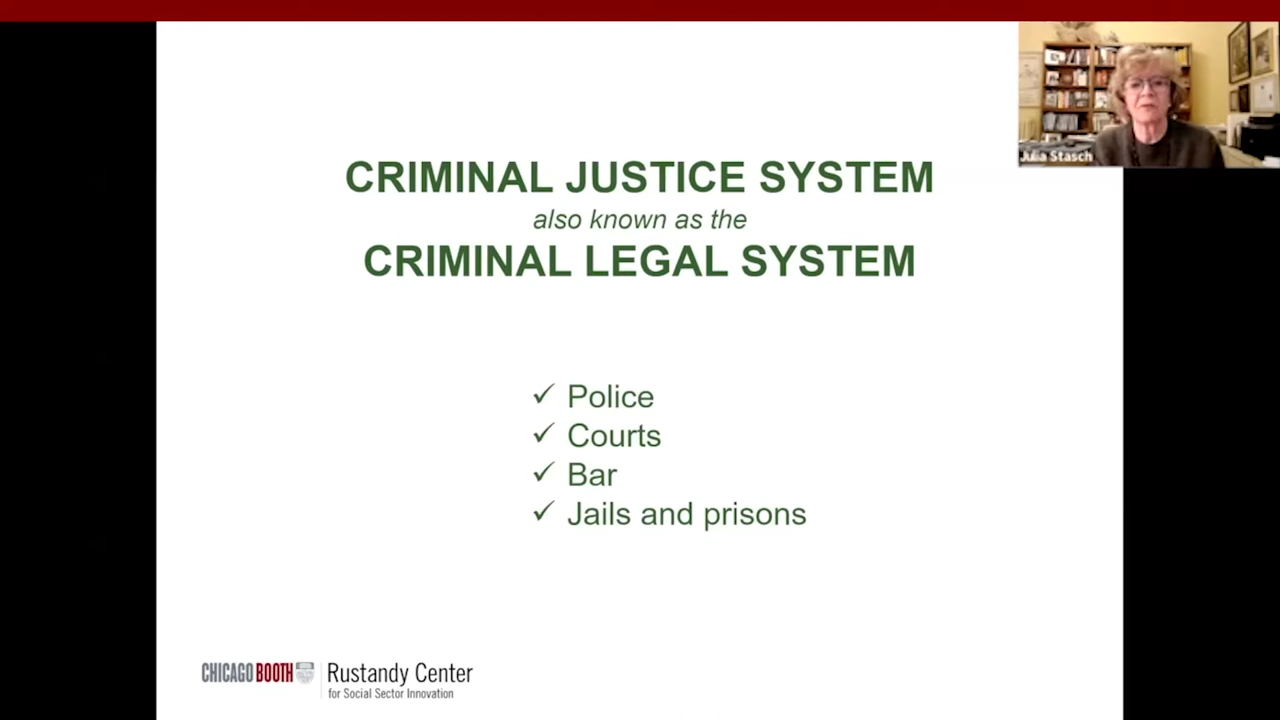 Julia Stasch
CRIMINAL JUSTICE SYSTEM
also known as the
CRIMINAL LEGAL SYSTEM
✓ Police
✓ Courts
✓ Bar
✓ Jails and prisons
CHICAGO BOOTH
Rustandy Center
for Social Sector Innovation